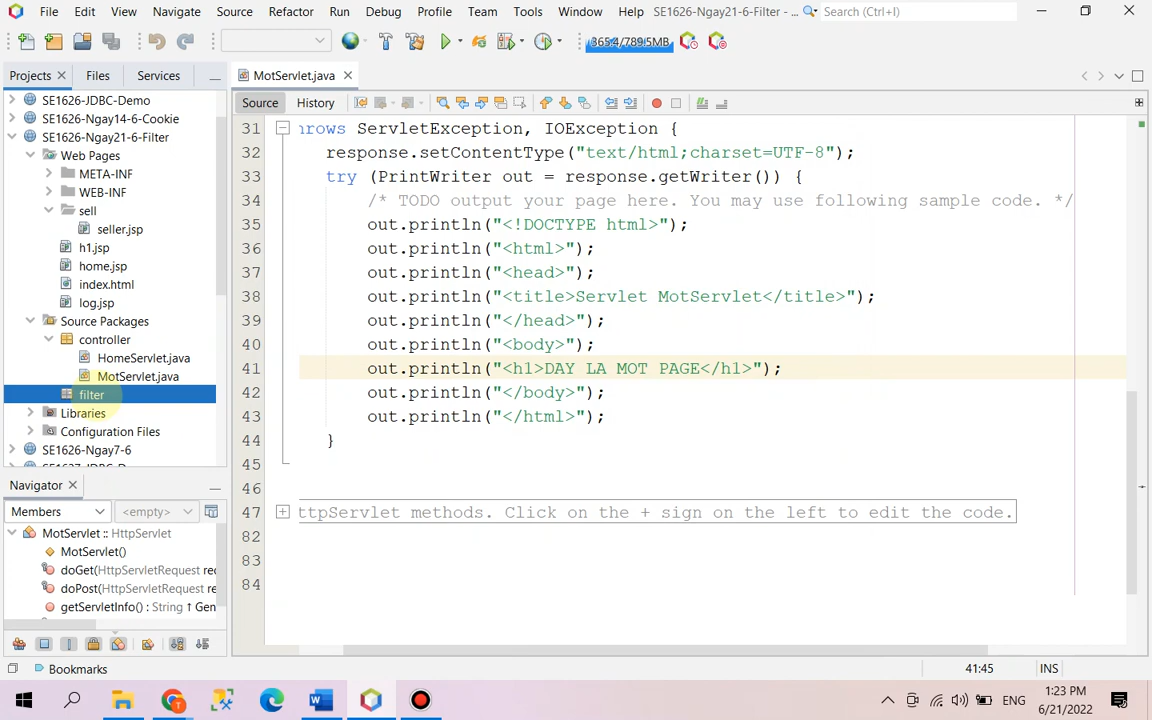 File Edit View Navigate Source Refactor Run Debug Profile Team Tools Window Help SE1626-Ngay21-6-Filter - ... Search (Ctrl+I)
365.4/789.5MB
Projects Files Services MotServlet.java
Source History
SE1626-JDBC-Demo
SE1626-Ngay14-6-Cookie
SE1626-Ngay21-6-Filter
Web Pages
META-INF
WEB-INF
sell
seller.jsp
h1.jsp
home.jsp
index.html
log.jsp
Source Packages
controller
HomeServlet.java
MotServlet.java
filter
Libraries
Configuration Files
SE1626-Ngay7-6
Navigator
Members <empty>
MotServlet :: HttpServlet
MotServlet()
doGet(HttpServletRequest rec
doPost(HttpServletRequest re
getServletInfo() : String ↑ Gen
31 rows ServletException, IOException {
32 response.setContentType("text/html;charset=UTF-8");
33 try (PrintWriter out = response.getWriter()) {
34 /* TODO output your page here. You may use following sample code. */
35 out.println("<!DOCTYPE html>");
36 out.println("<html>");
37 out.println("<head>");
38 out.println("<title>Servlet MotServlet</title>");
39 out.println("</head>");
40 out.println("<body>");
41 out.println("<h1>DAY LA MOT PAGE</h1>");
42 out.println("</body>");
43 out.println("</html>");
44 }
45
46
47 ttpServlet methods. Click on the + sign on the left to edit the code.
82
83
84
Bookmarks 41:45 INS
ENG 1:23 PM
6/21/2022